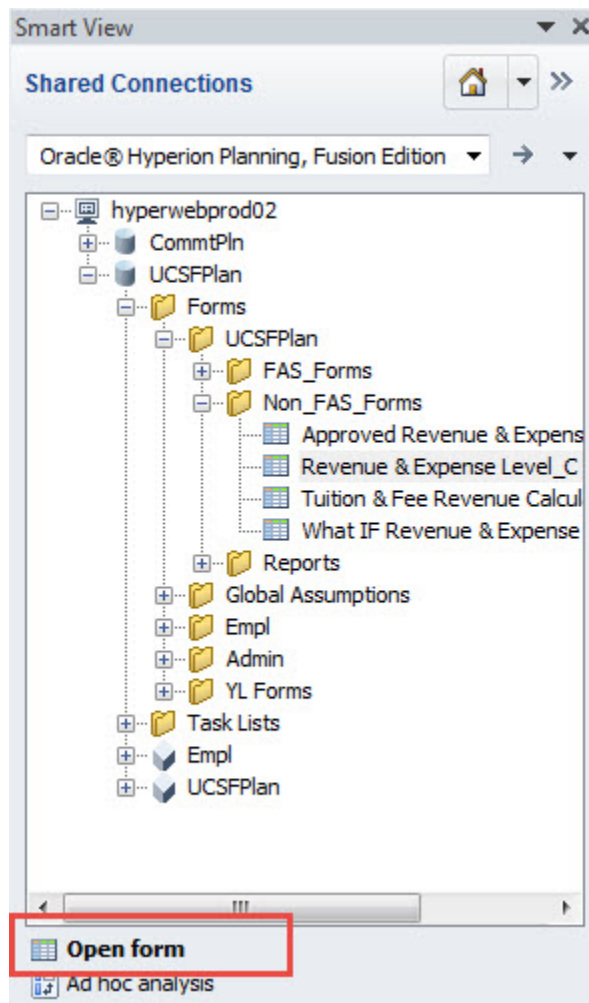 Smart View
Shared Connections
Oracle® Hyperion Planning, Fusion Edition
hyperwebprod02
CommtPln
UCSFPlan
Forms
UCSFPlan
FAS_Forms
Non_FAS_Forms
Approved Revenue & Expens
Revenue & Expense Level_C
Tuition & Fee Revenue Calcul
What IF Revenue & Expense
Reports
Global Assumptions
Empl
Admin
YL Forms
Task Lists
Empl
UCSFPlan
Open form
Ad hoc analysis